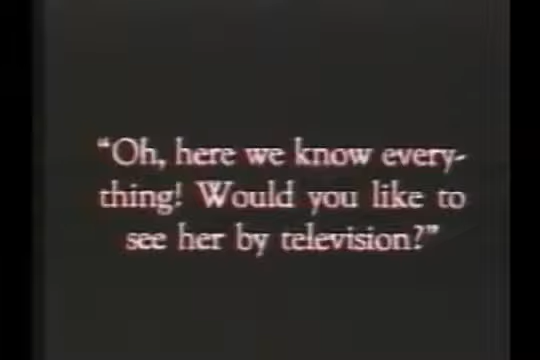 “Oh, here we know every-
thing! Would you like to
see her by television?”